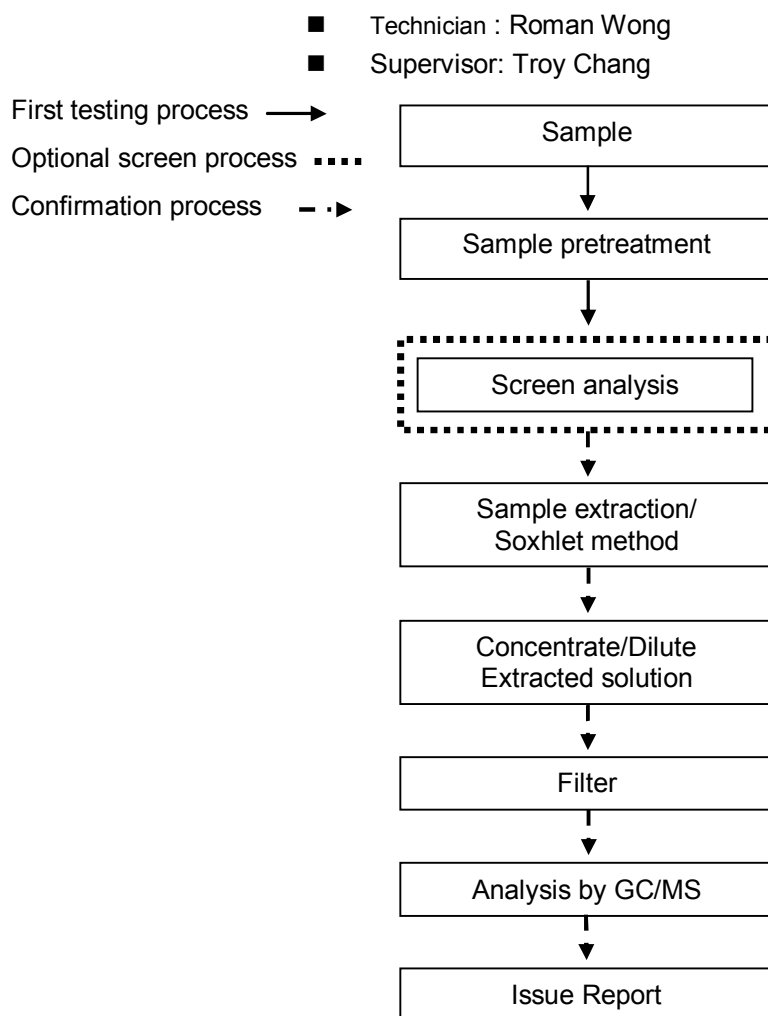 ■ Technician : Roman Wong
■ Supervisor: Troy Chang
First testing process
Optional screen process
Confirmation process
Sample
Sample pretreatment
Screen analysis
Sample extraction/
Soxhlet method
Concentrate/Dilute
Extracted solution
Filter
Analysis by GC/MS
Issue Report